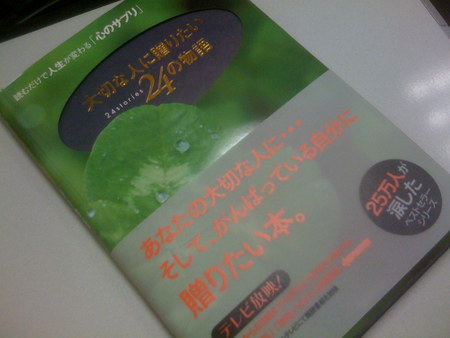 読むだけで人生が変わる「心のサプリ」
大切な人に贈りたい
24の物語
24stories
あなたの大切な人に・・・
そして、がんばっている自分に
贈りたい本。
25万人が
涙した
ベストセラー
シリーズ
テレビ放映!